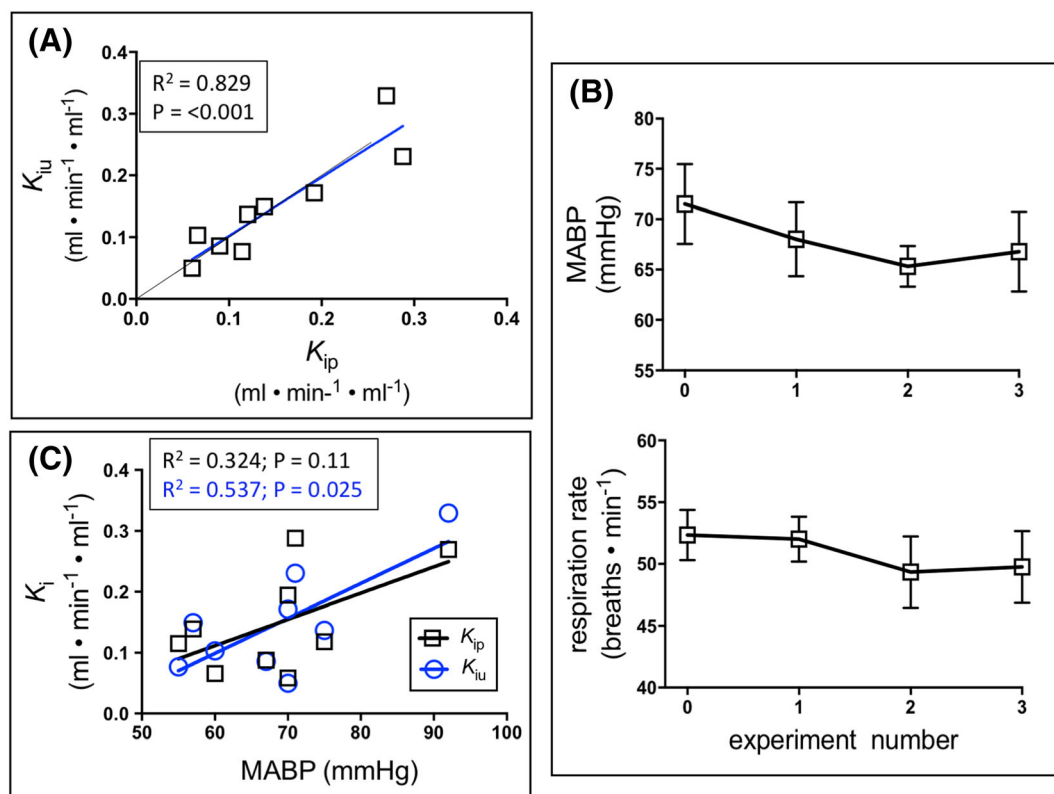 (A)
0.4
0.3
0.2
0.1
0.0
R² = 0.829
P = <0.001
Kiu
(ml • min⁻¹ • ml⁻¹)
0.0 0.1 0.2 0.3 0.4
Kip
(ml • min-¹ • ml⁻¹)
(B)
80
75
70
65
60
55
MABP
(mmHg)
0 1 2 3
60
55
50
45
40
respiration rate
(breaths • min⁻¹)
0 1 2 3
experiment number
(C)
R² = 0.324; P = 0.11
R² = 0.537; P = 0.025
0.4
0.3
0.2
0.1
0.0
Ki
(ml • min⁻¹ • ml⁻¹)
Kip
Kiu
50 60 70 80 90 100
MABP (mmHg)